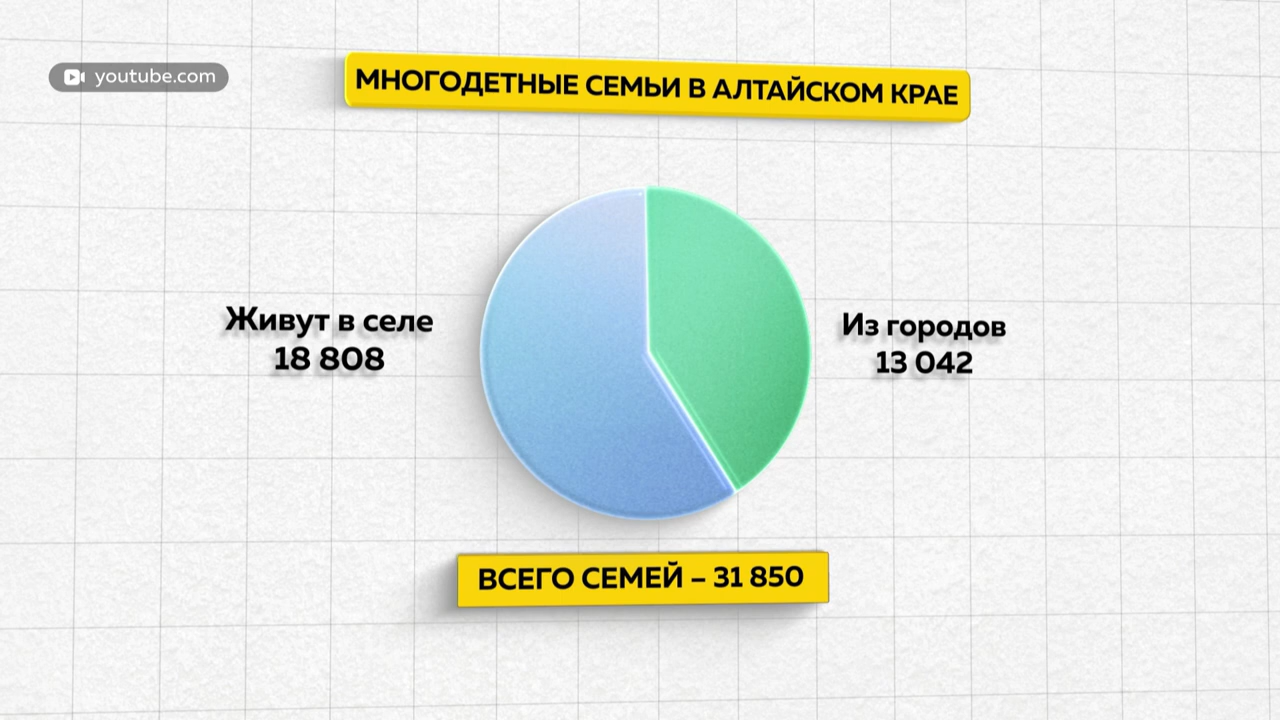 youtube.com
МНОГОДЕТНЫЕ СЕМЬИ В АЛТАЙСКОМ КРАЕ
Живут в селе
18 808
Из городов
13 042
ВСЕГО СЕМЕЙ – 31 850